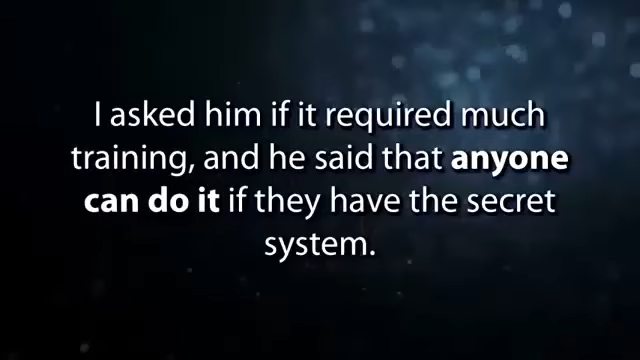 I asked him if it required much
training, and he said that anyone
can do it if they have the secret
system.